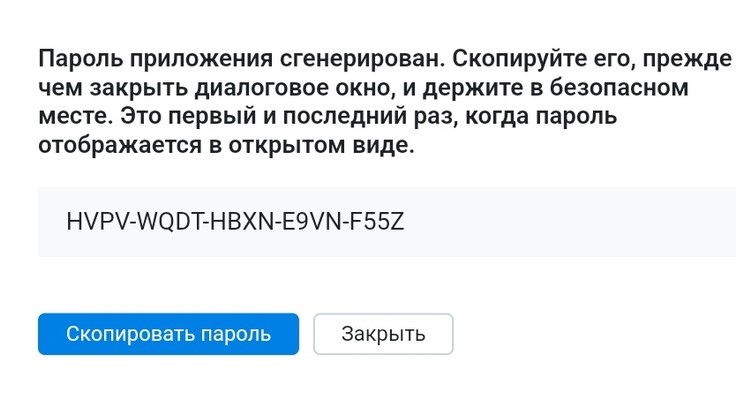 Пароль приложения сгенерирован. Скопируйте его, прежде
чем закрыть диалоговое окно, и держите в безопасном
месте. Это первый и последний раз, когда пароль
отображается в открытом виде.
HVPV-WQDT-HBXN-E9VN-F55Z
Скопировать пароль
Закрыть